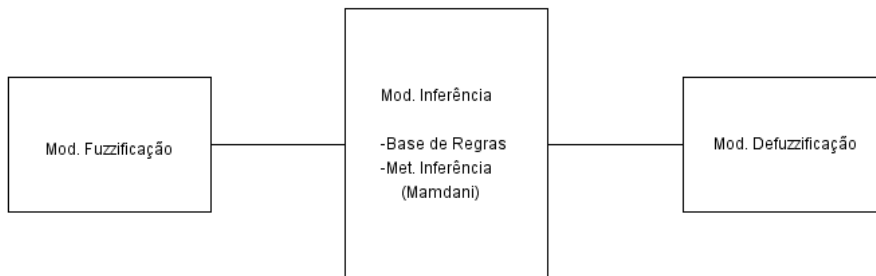 Mod. Fuzzificação
Mod. Inferência
-Base de Regras
-Met. Inferência
(Mamdani)
Mod. Defuzzificação